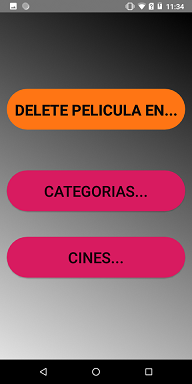 11:34
DELETE PELICULA EN...
CATEGORIAS...
CINES...